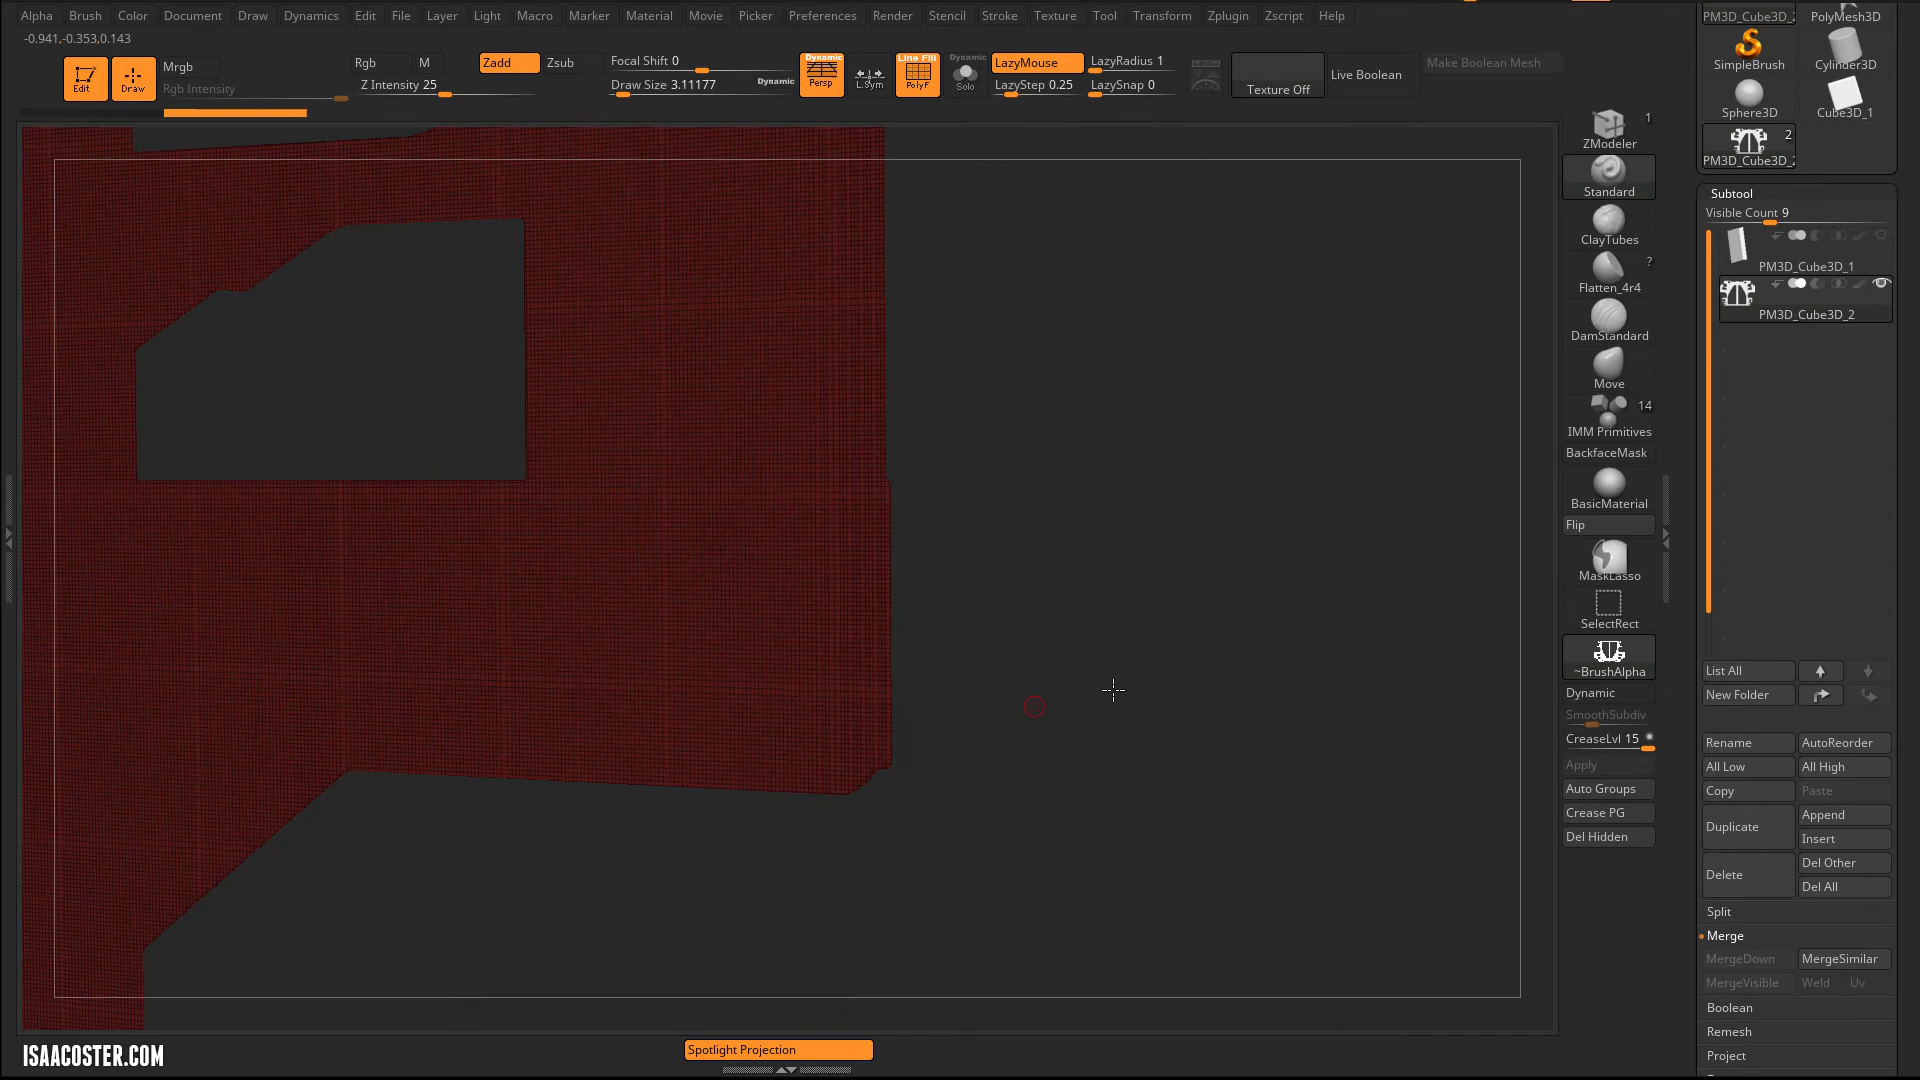 Alpha Brush Color Document Draw Dynamics Edit File Layer Light Macro Marker Material Movie Picker Preferences Render Stencil Stroke Texture Tool Transform Zplugin Zscript Help
-0.941,-0.353,0.143
Edit
Draw
Mrgb
Rgb Intensity
Rgb M
Z Intensity 25
Zadd Zsub
Focal Shift 0
Draw Size 3.11177
Dynamic
Dynamic
Persp
L.Sym
Line Fill
PolyF
Dynamic
Solo
LazyMouse
LazyStep 0.25
LazyRadius 1
LazySnap 0
Texture Off
Live Boolean
Make Boolean Mesh
1
ZModeler
Standard
ClayTubes
?
Flatten_4r4
DamStandard
Move
14
IMM Primitives
BackfaceMask
BasicMaterial
Flip
MaskLasso
SelectRect
~BrushAlpha
Dynamic
SmoothSubdiv
CreaseLvl 15
Apply
Auto Groups
Crease PG
Del Hidden
PolyMesh3D
SimpleBrush
Cylinder3D
Sphere3D
Cube3D_1
2
Subtool
Visible Count 9
PM3D_Cube3D_1
PM3D_Cube3D_2
List All
New Folder
Rename AutoReorder
All Low All High
Copy Paste
Duplicate
Append
Insert
Delete
Del Other
Del All
Split
Merge
MergeDown MergeSimilar
MergeVisible Weld Uv
Boolean
Remesh
Project
ISAACOSTER.COM
Spotlight Projection